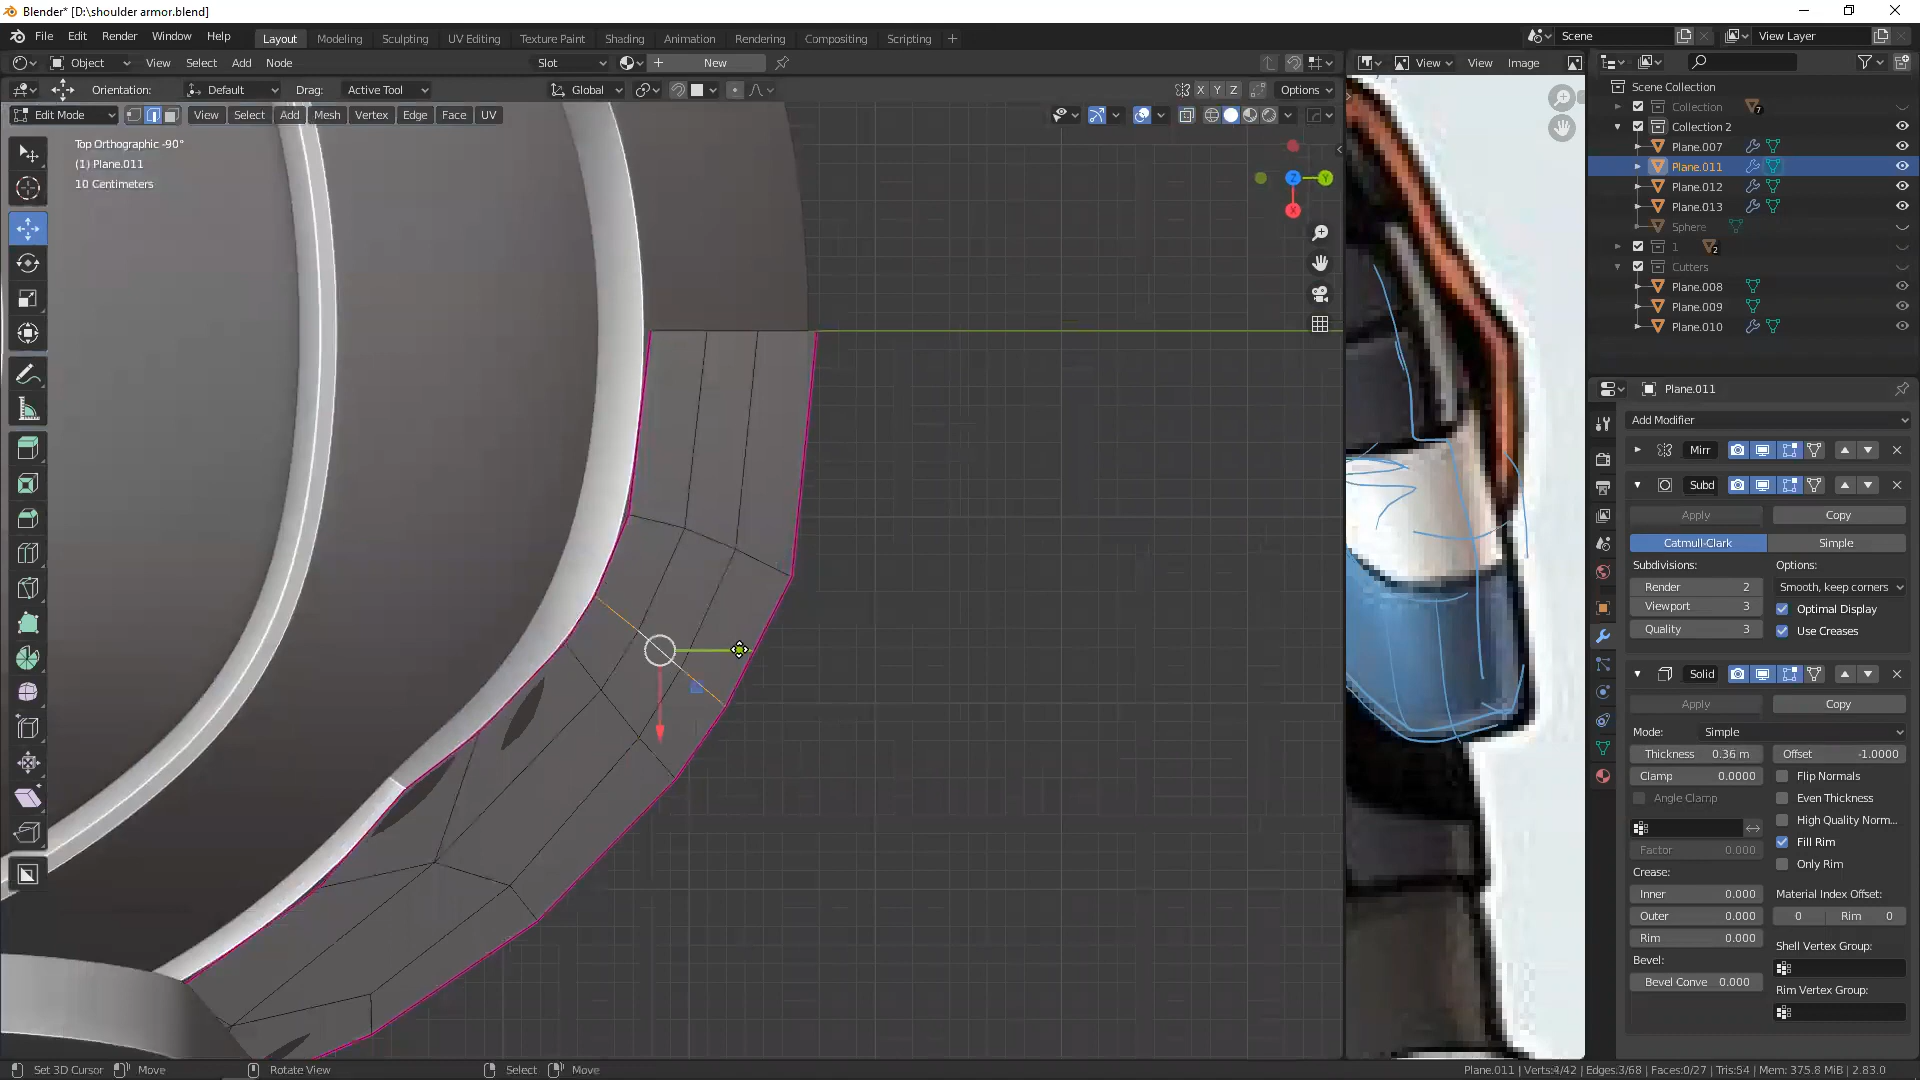 Blender* [D:\shoulder armor.blend]
File Edit Render Window Help
Layout Modeling Sculpting UV Editing Texture Paint Shading Animation Rendering Compositing Scripting +
Scene
View Layer
Object View Select Add Node
Slot
New
View View Image
Orientation: Default Drag: Active Tool
Global
X Y Z
Options
Edit Mode View Select Add Mesh Vertex Edge Face UV
Top Orthographic -90°
(1) Plane.011
10 Centimeters
Z Y X
Scene Collection
Collection 7
Collection 2
Plane.007
Plane.011
Plane.012
Plane.013
Sphere
1 2
Cutters
Plane.008
Plane.009
Plane.010
Plane.011
Add Modifier
Mirr
Subd
Apply Copy
Catmull-Clark Simple
Subdivisions: Options:
Render 2 Smooth, keep corners
Viewport 3 Optimal Display
Quality 3 Use Creases
Solid
Apply Copy
Mode: Simple
Thickness 0.36 m Offset -1.0000
Clamp 0.0000 Flip Normals
Angle Clamp Even Thickness
High Quality Norm...
Fill Rim
Factor 0.000
Only Rim
Crease:
Inner 0.000 Material Index Offset:
Outer 0.000 0 Rim 0
Rim 0.000 Shell Vertex Group:
Bevel:
Bevel Conve 0.000 Rim Vertex Group:
Set 3D Cursor Move Rotate View Select Move
Plane.011 | Verts:4/42 | Edges:3/68 | Faces:0/27 | Tris:54 | Mem: 375.8 MiB | 2.83.0